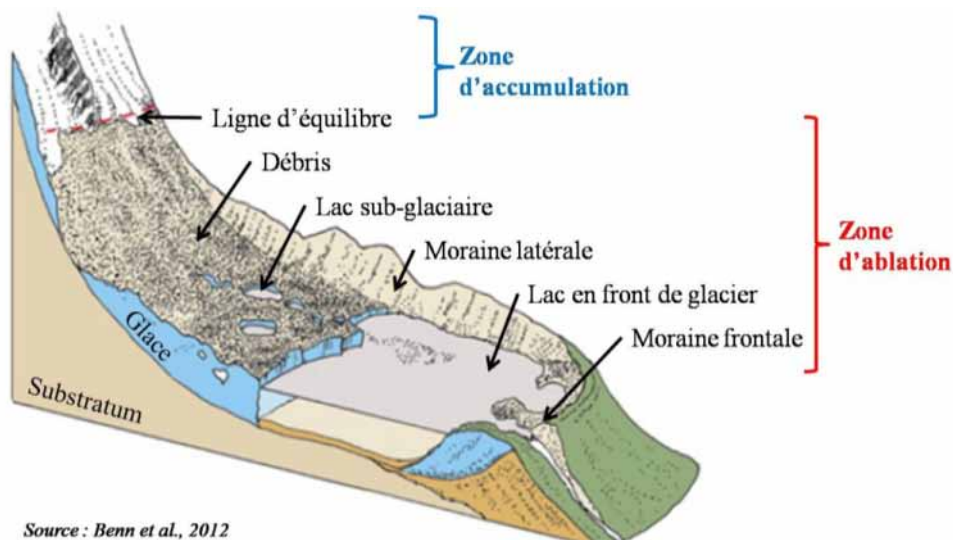 Zone
d'accumulation
Ligne d'équilibre
Débris
Lac sub-glaciaire
Moraine latérale
Zone
d'ablation
Lac en front de glacier
Moraine frontale
Glace
Substratum
Source : Benn et al., 2012